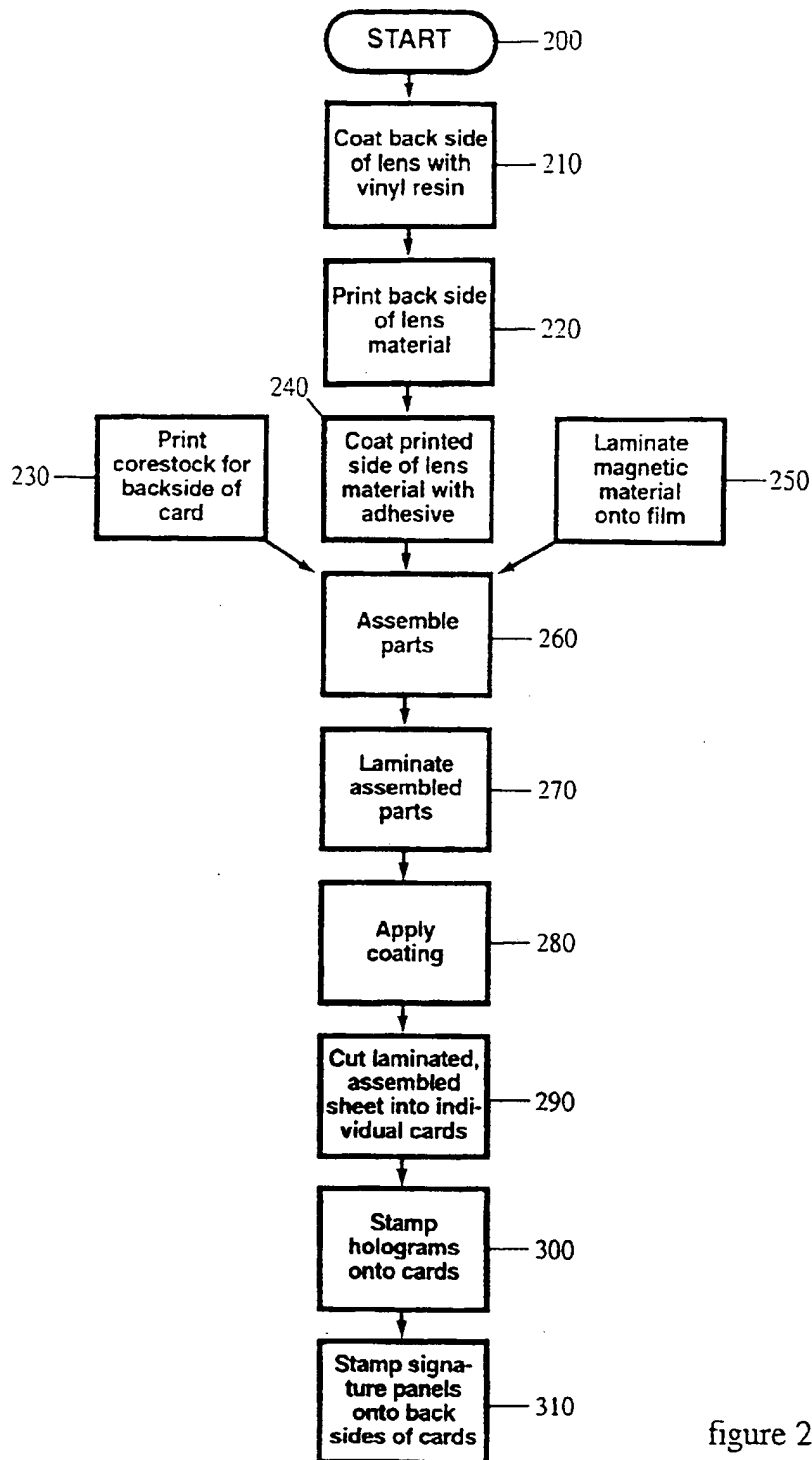 START
200
Coat back side
of lens with
vinyl resin
210
Print back side
of lens
material
220
240
Print
corestock for
backside of
card
230
Coat printed
side of lens
material with
adhesive
Laminate
magnetic
material
onto film
250
Assemble
parts
260
Laminate
assembled
parts
270
Apply
coating
280
Cut laminated,
assembled
sheet into indi-
vidual cards
290
Stamp
holograms
onto cards
300
Stamp signa-
ture panels
onto back
sides of cards
310
figure 2